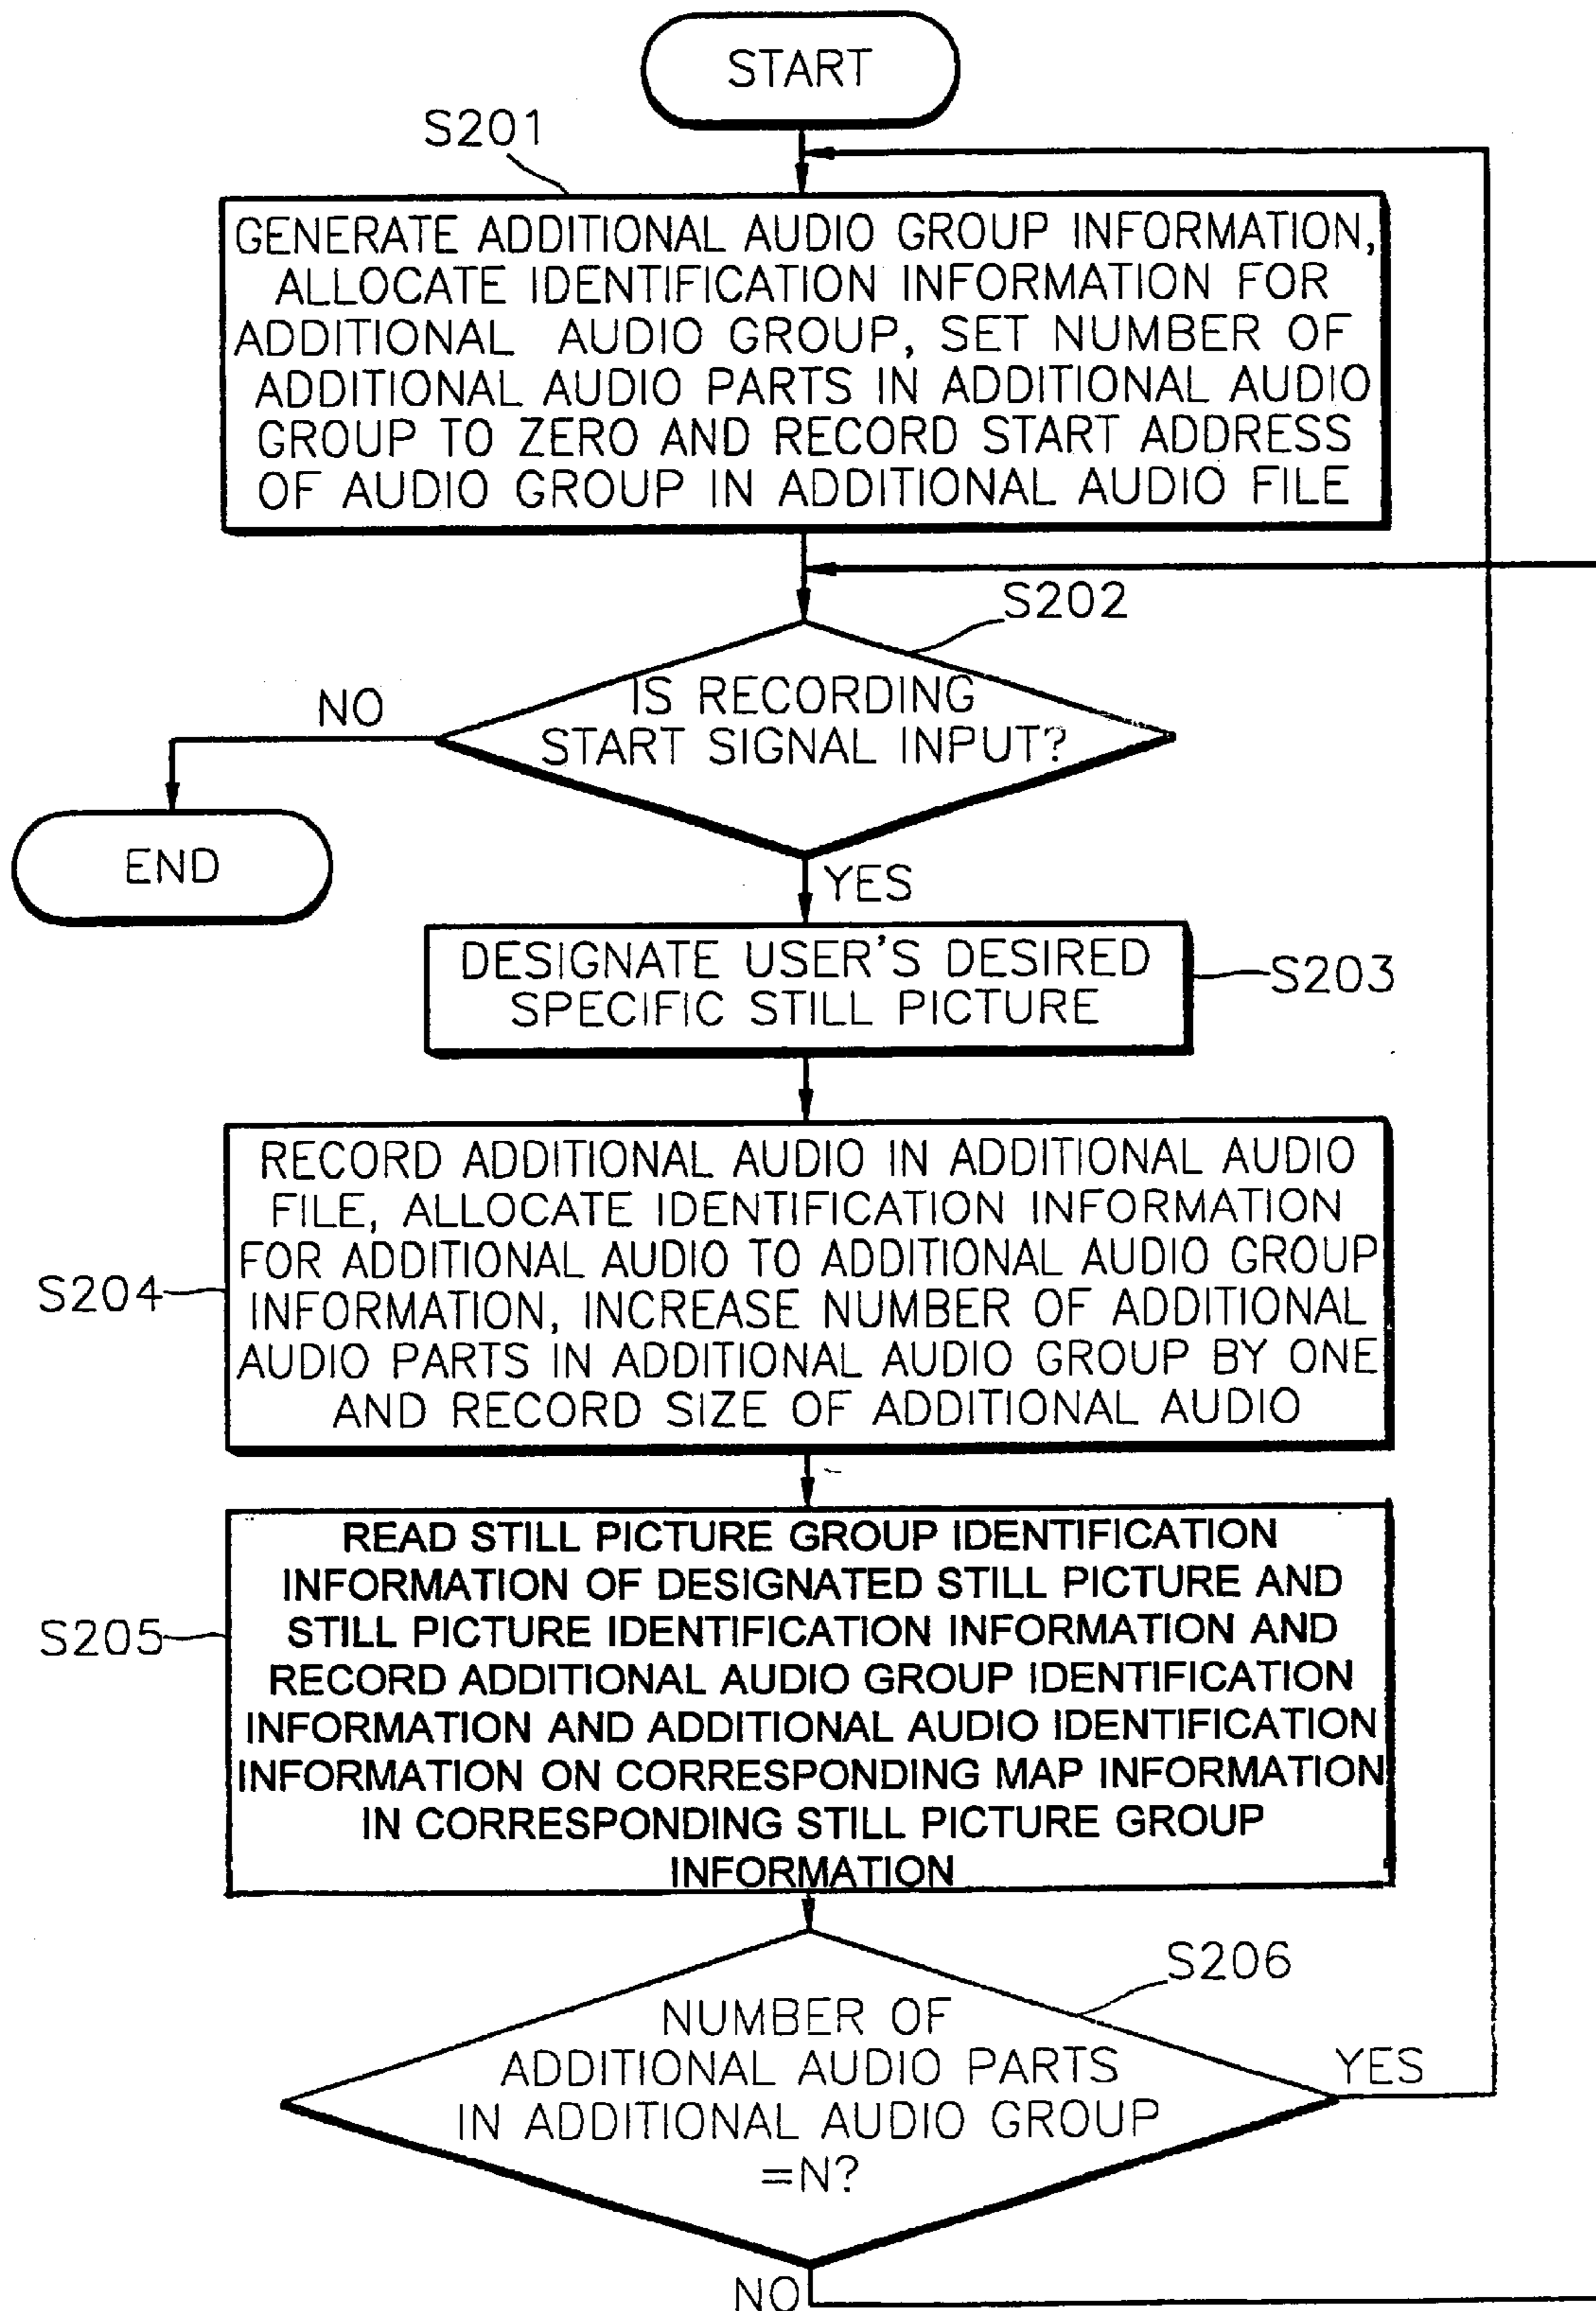 START
S201
GENERATE ADDITIONAL AUDIO GROUP INFORMATION,
ALLOCATE IDENTIFICATION INFORMATION FOR
ADDITIONAL AUDIO GROUP, SET NUMBER OF
ADDITIONAL AUDIO PARTS IN ADDITIONAL AUDIO
GROUP TO ZERO AND RECORD START ADDRESS
OF AUDIO GROUP IN ADDITIONAL AUDIO FILE
S202
IS RECORDING
START SIGNAL INPUT?
NO
END
YES
DESIGNATE USER'S DESIRED
SPECIFIC STILL PICTURE
S203
RECORD ADDITIONAL AUDIO IN ADDITIONAL AUDIO
FILE, ALLOCATE IDENTIFICATION INFORMATION
FOR ADDITIONAL AUDIO TO ADDITIONAL AUDIO GROUP
INFORMATION, INCREASE NUMBER OF ADDITIONAL
AUDIO PARTS IN ADDITIONAL AUDIO GROUP BY ONE
AND RECORD SIZE OF ADDITIONAL AUDIO
S204
READ STILL PICTURE GROUP IDENTIFICATION
INFORMATION OF DESIGNATED STILL PICTURE AND
STILL PICTURE IDENTIFICATION INFORMATION AND
RECORD ADDITIONAL AUDIO GROUP IDENTIFICATION
INFORMATION AND ADDITIONAL AUDIO IDENTIFICATION
INFORMATION ON CORRESPONDING MAP INFORMATION
IN CORRESPONDING STILL PICTURE GROUP
INFORMATION
S205
S206
NUMBER OF
ADDITIONAL AUDIO PARTS
IN ADDITIONAL AUDIO GROUP
=N?
YES
NO